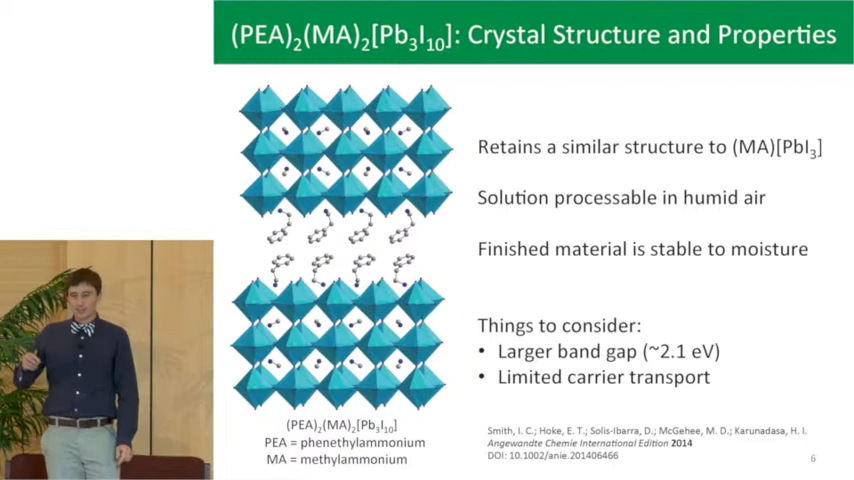 (PEA)₂(MA)₂[Pb₃I₁₀]: Crystal Structure and Properties
Retains a similar structure to (MA)[PbI₃]
Solution processable in humid air
Finished material is stable to moisture
Things to consider:
• Larger band gap (~2.1 eV)
• Limited carrier transport
(PEA)₂(MA)₂[Pb₃I₁₀]
PEA = phenethylammonium
MA = methylammonium
Smith, I. C.; Hoke, E. T.; Solis-Ibarra, D.; McGehee, M. D.; Karunadasa, H. I.
Angewandte Chemie International Edition 2014
DOI: 10.1002/anie.201406466
6